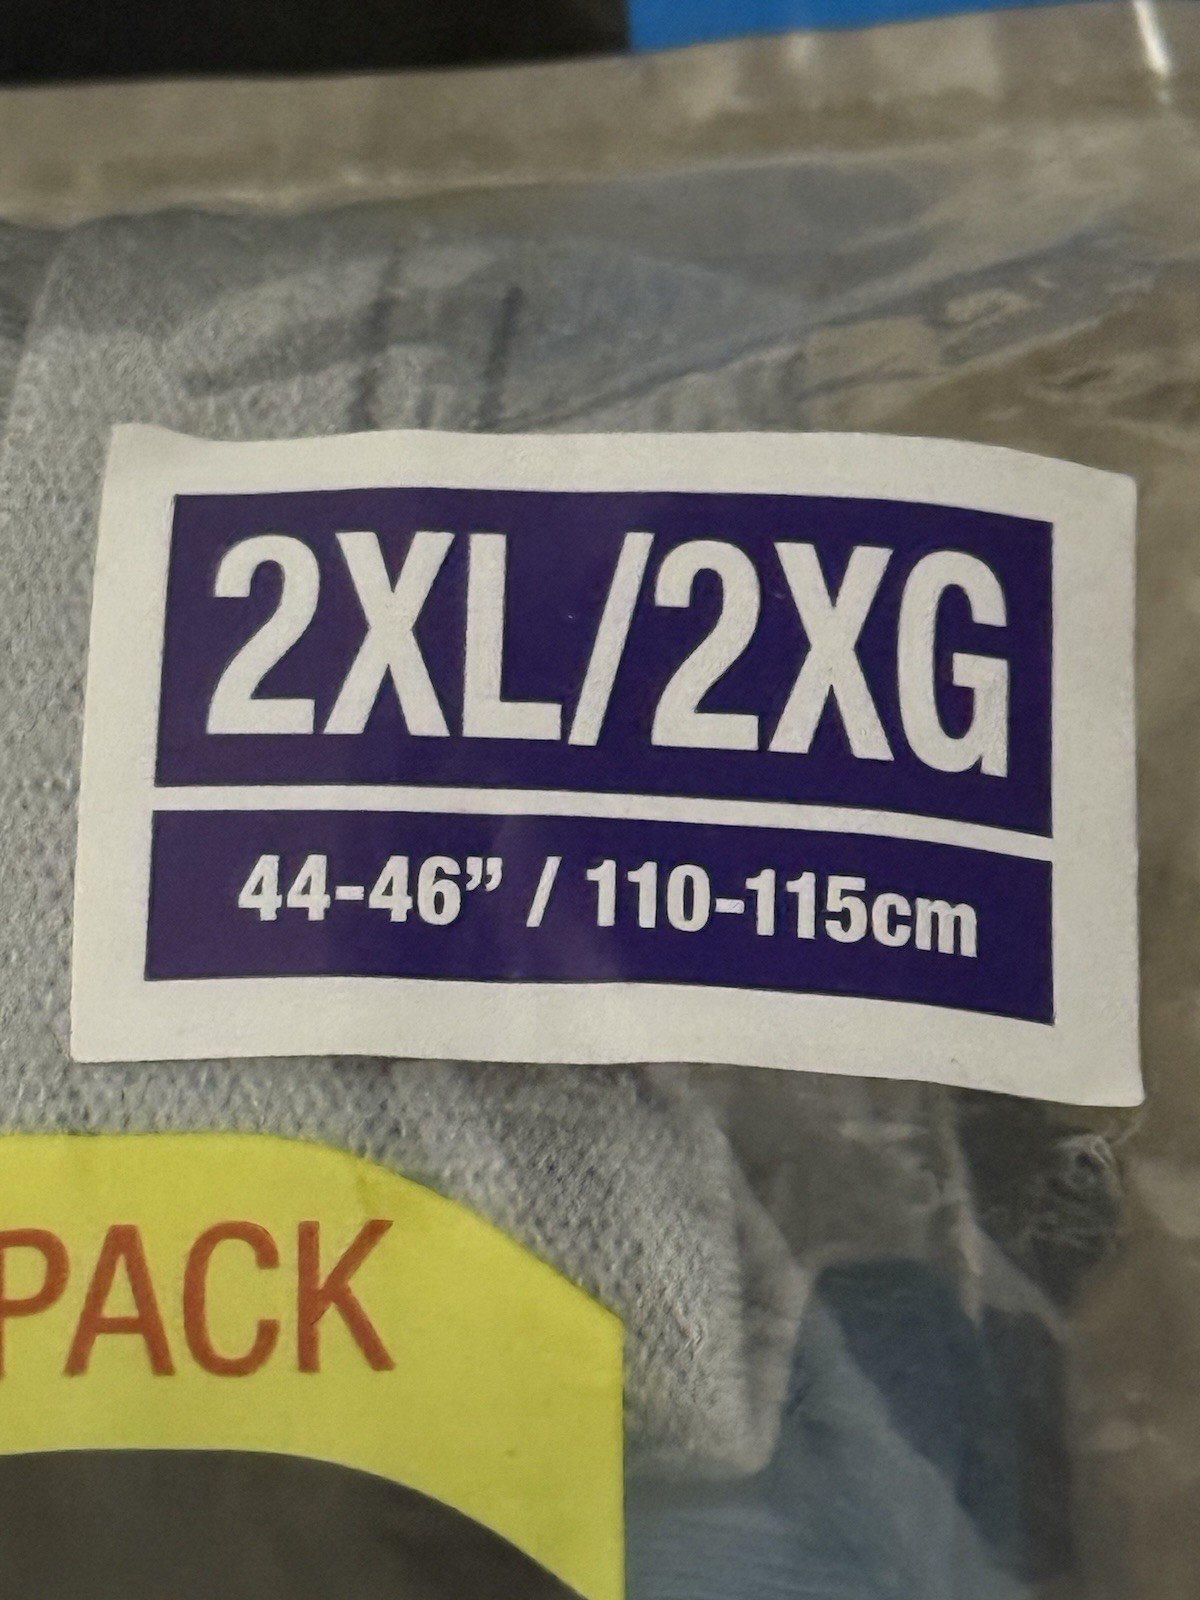 2XL/2XG
44-46” / 110-115cm
PACK